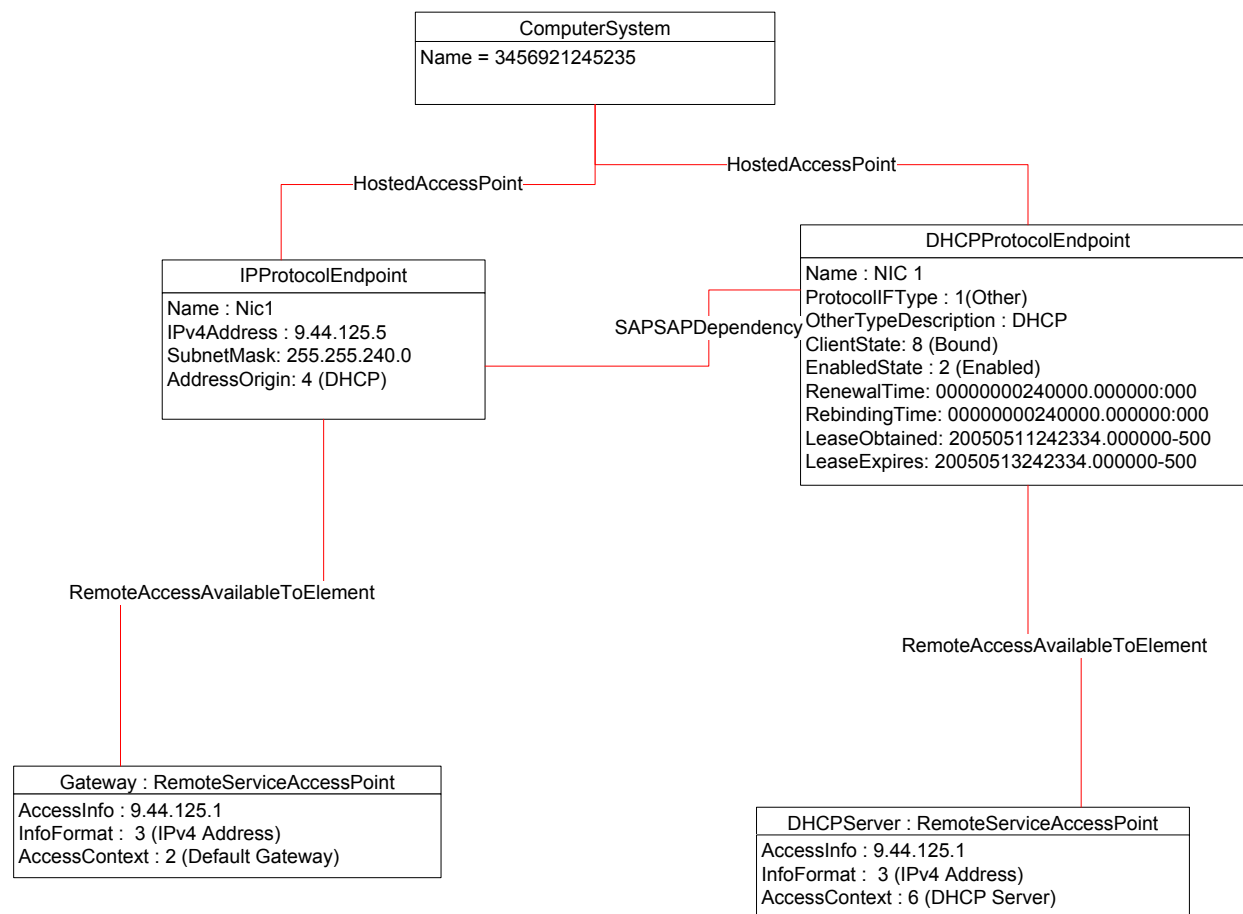 ComputerSystem
Name = 3456921245235
HostedAccessPoint
HostedAccessPoint
IPProtocolEndpoint
Name : Nic1
IPv4Address : 9.44.125.5
SubnetMask: 255.255.240.0
AddressOrigin: 4 (DHCP)
SAPSAPDependency
DHCPProtocolEndpoint
Name : NIC 1
ProtocolIFType : 1(Other)
OtherTypeDescription : DHCP
ClientState: 8 (Bound)
EnabledState : 2 (Enabled)
RenewalTime: 00000000240000.000000:000
RebindingTime: 00000000240000.000000:000
LeaseObtained: 20050511242334.000000-500
LeaseExpires: 20050513242334.000000-500
RemoteAccessAvailableToElement
RemoteAccessAvailableToElement
Gateway : RemoteServiceAccessPoint
AccessInfo : 9.44.125.1
InfoFormat :  3 (IPv4 Address)
AccessContext : 2 (Default Gateway)
DHCPServer : RemoteServiceAccessPoint
AccessInfo : 9.44.125.1
InfoFormat :  3 (IPv4 Address)
AccessContext : 6 (DHCP Server)